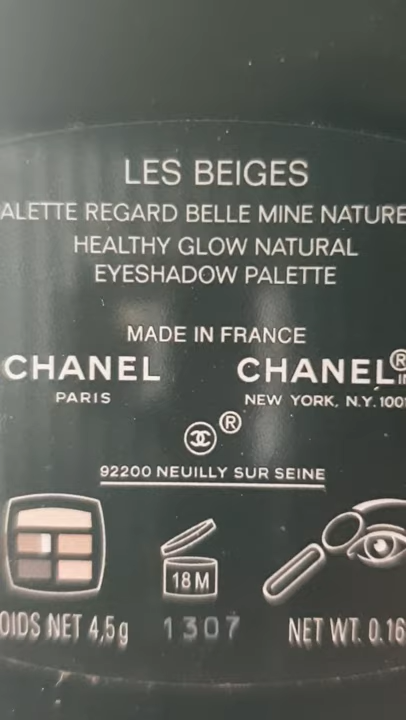 LES BEIGES
ALETTE REGARD BELLE MINE NATURE
HEALTHY GLOW NATURAL
EYESHADOW PALETTE
MADE IN FRANCE
CHANEL CHANEL®
PARIS NEW YORK, N.Y. 100
®
92200 NEUILLY SUR SEINE
18M
OIDS NET 4,5g 1307 NET WT. 0.16